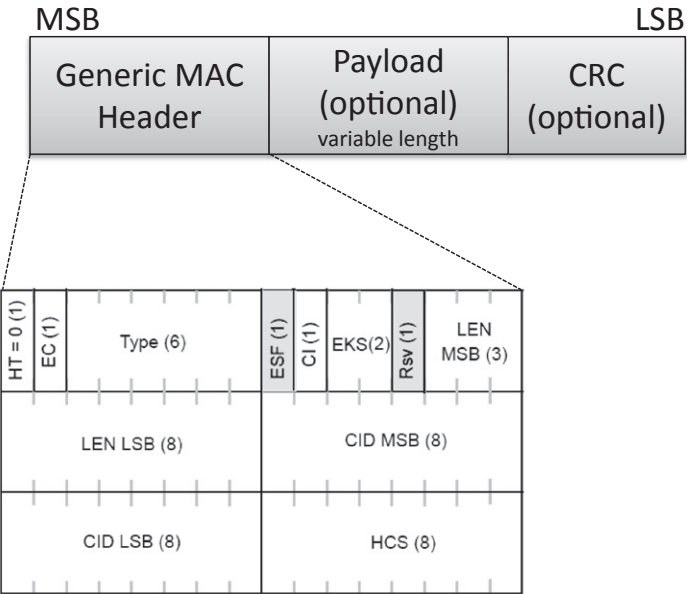 MSB
LSB
Generic MAC
Header
Payload
(optional)
variable length
CRC
(optional)
HT = 0 (1)
EC (1)
Type (6)
ESF (1)
CI (1)
EKS(2)
Rsv (1)
LEN
MSB (3)
LEN LSB (8)
CID MSB (8)
CID LSB (8)
HCS (8)